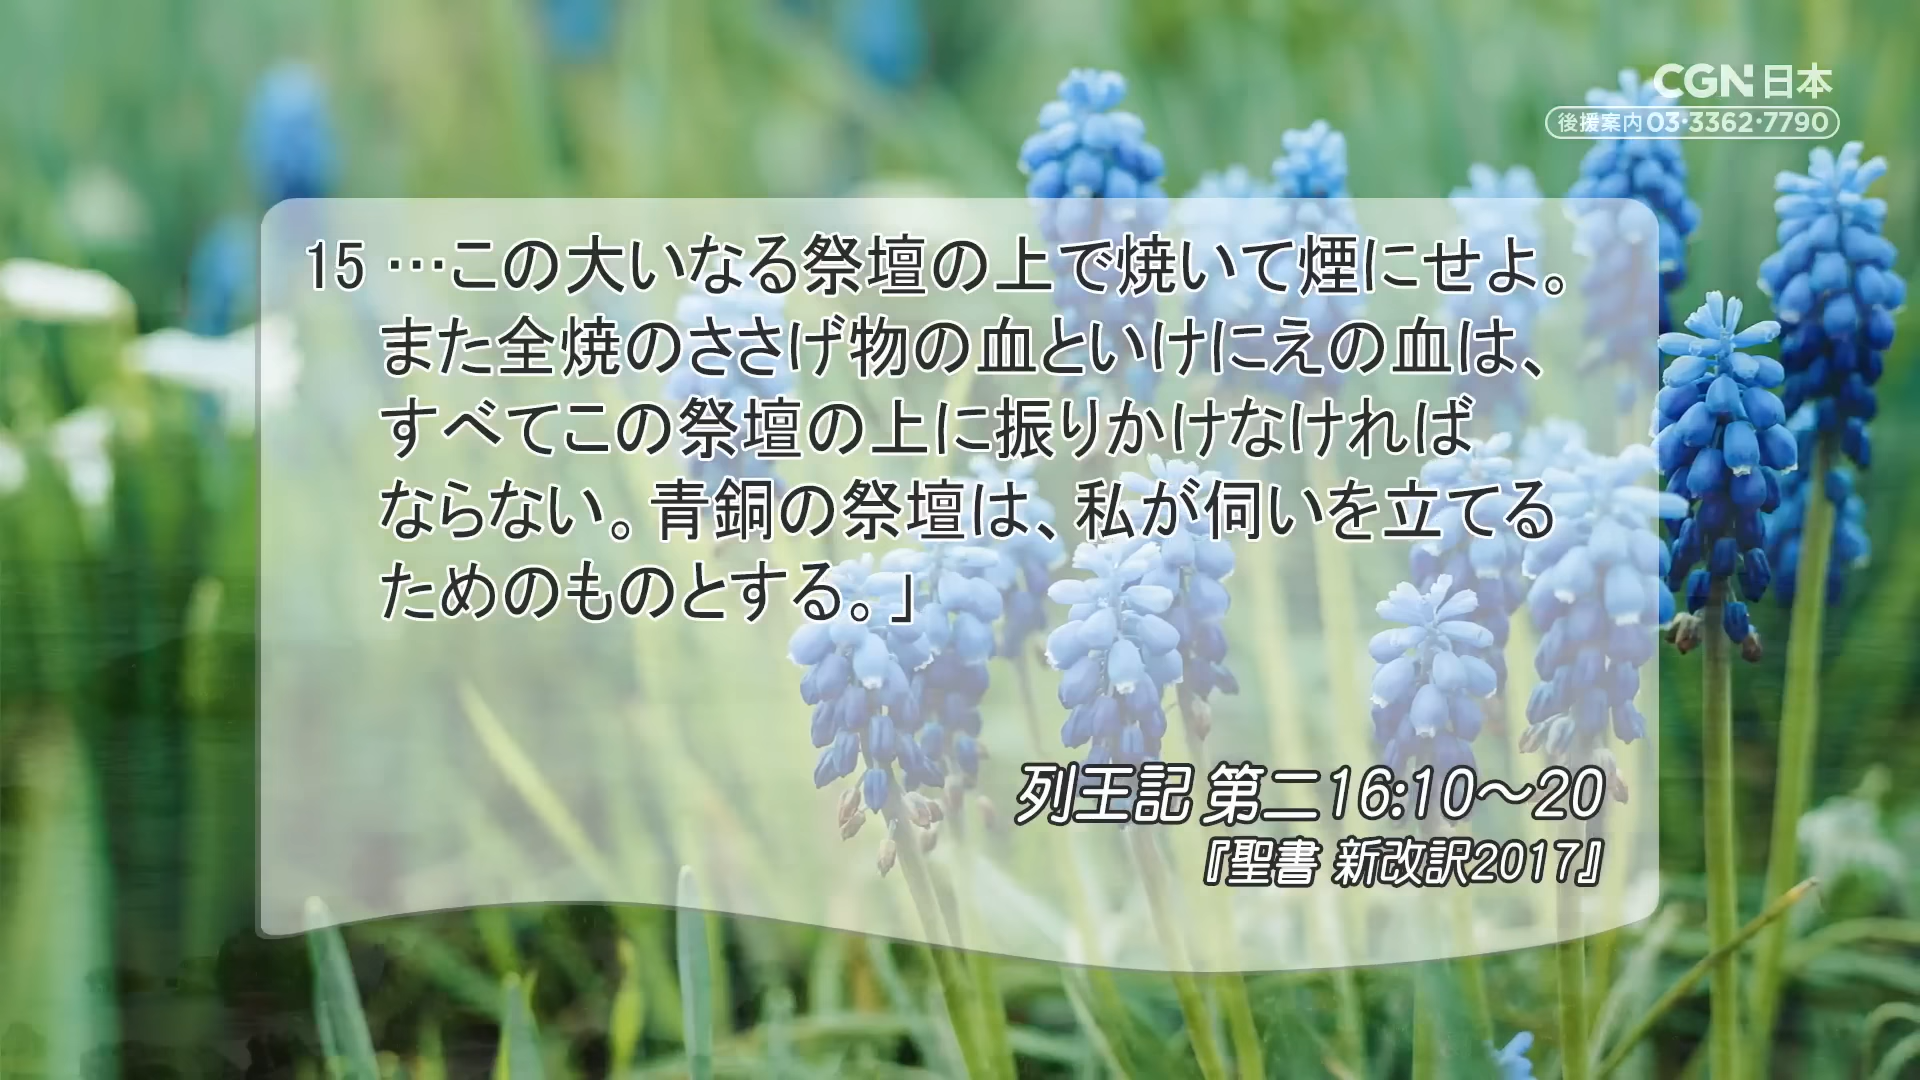 CGN日本
後援案内 03・3362・7790
15 …この大いなる祭壇の上で焼いて煙にせよ。
また全焼のささげ物の血といけにえの血は、
すべてこの祭壇の上に振りかけなければ
ならない。青銅の祭壇は、私が伺いを立てる
ためのものとする。」
列王記 第二16:10～20
『聖書 新改訳2017』